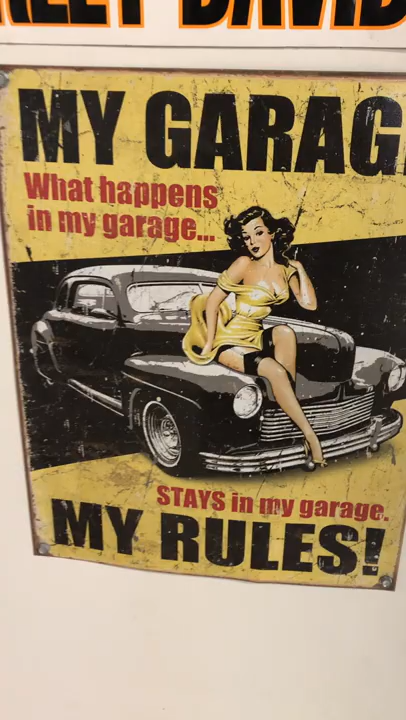 MY GARAG
What happens
in my garage...
STAYS in my garage.
MY RULES!